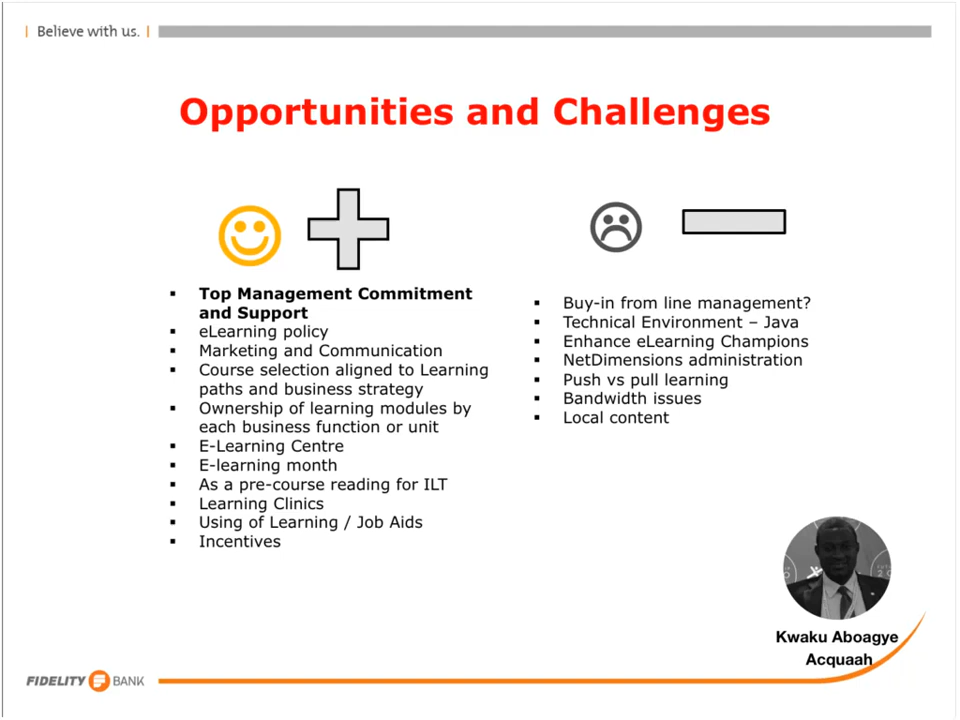 Believe with us.
Opportunities and Challenges
▪ Top Management Commitment
and Support
▪ eLearning policy
▪ Marketing and Communication
▪ Course selection aligned to Learning
paths and business strategy
▪ Ownership of learning modules by
each business function or unit
▪ E-Learning Centre
▪ E-learning month
▪ As a pre-course reading for ILT
▪ Learning Clinics
▪ Using of Learning / Job Aids
▪ Incentives
▪ Buy-in from line management?
▪ Technical Environment – Java
▪ Enhance eLearning Champions
▪ NetDimensions administration
▪ Push vs pull learning
▪ Bandwidth issues
▪ Local content
Kwaku Aboagye
Acquaah
FIDELITY BANK